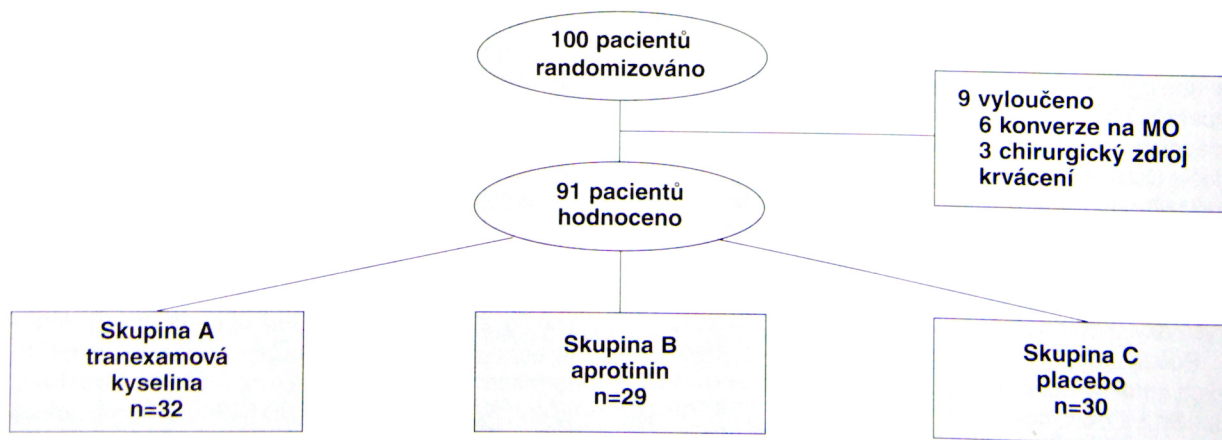 100 pacientů
randomizováno
9 vyloučeno
6 konverze na MO
3 chirurgický zdroj
krvácení
91 pacientů
hodnoceno
Skupina A
tranexamová
kyselina
n=32
Skupina B
aprotinin
n=29
Skupina C
placebo
n=30